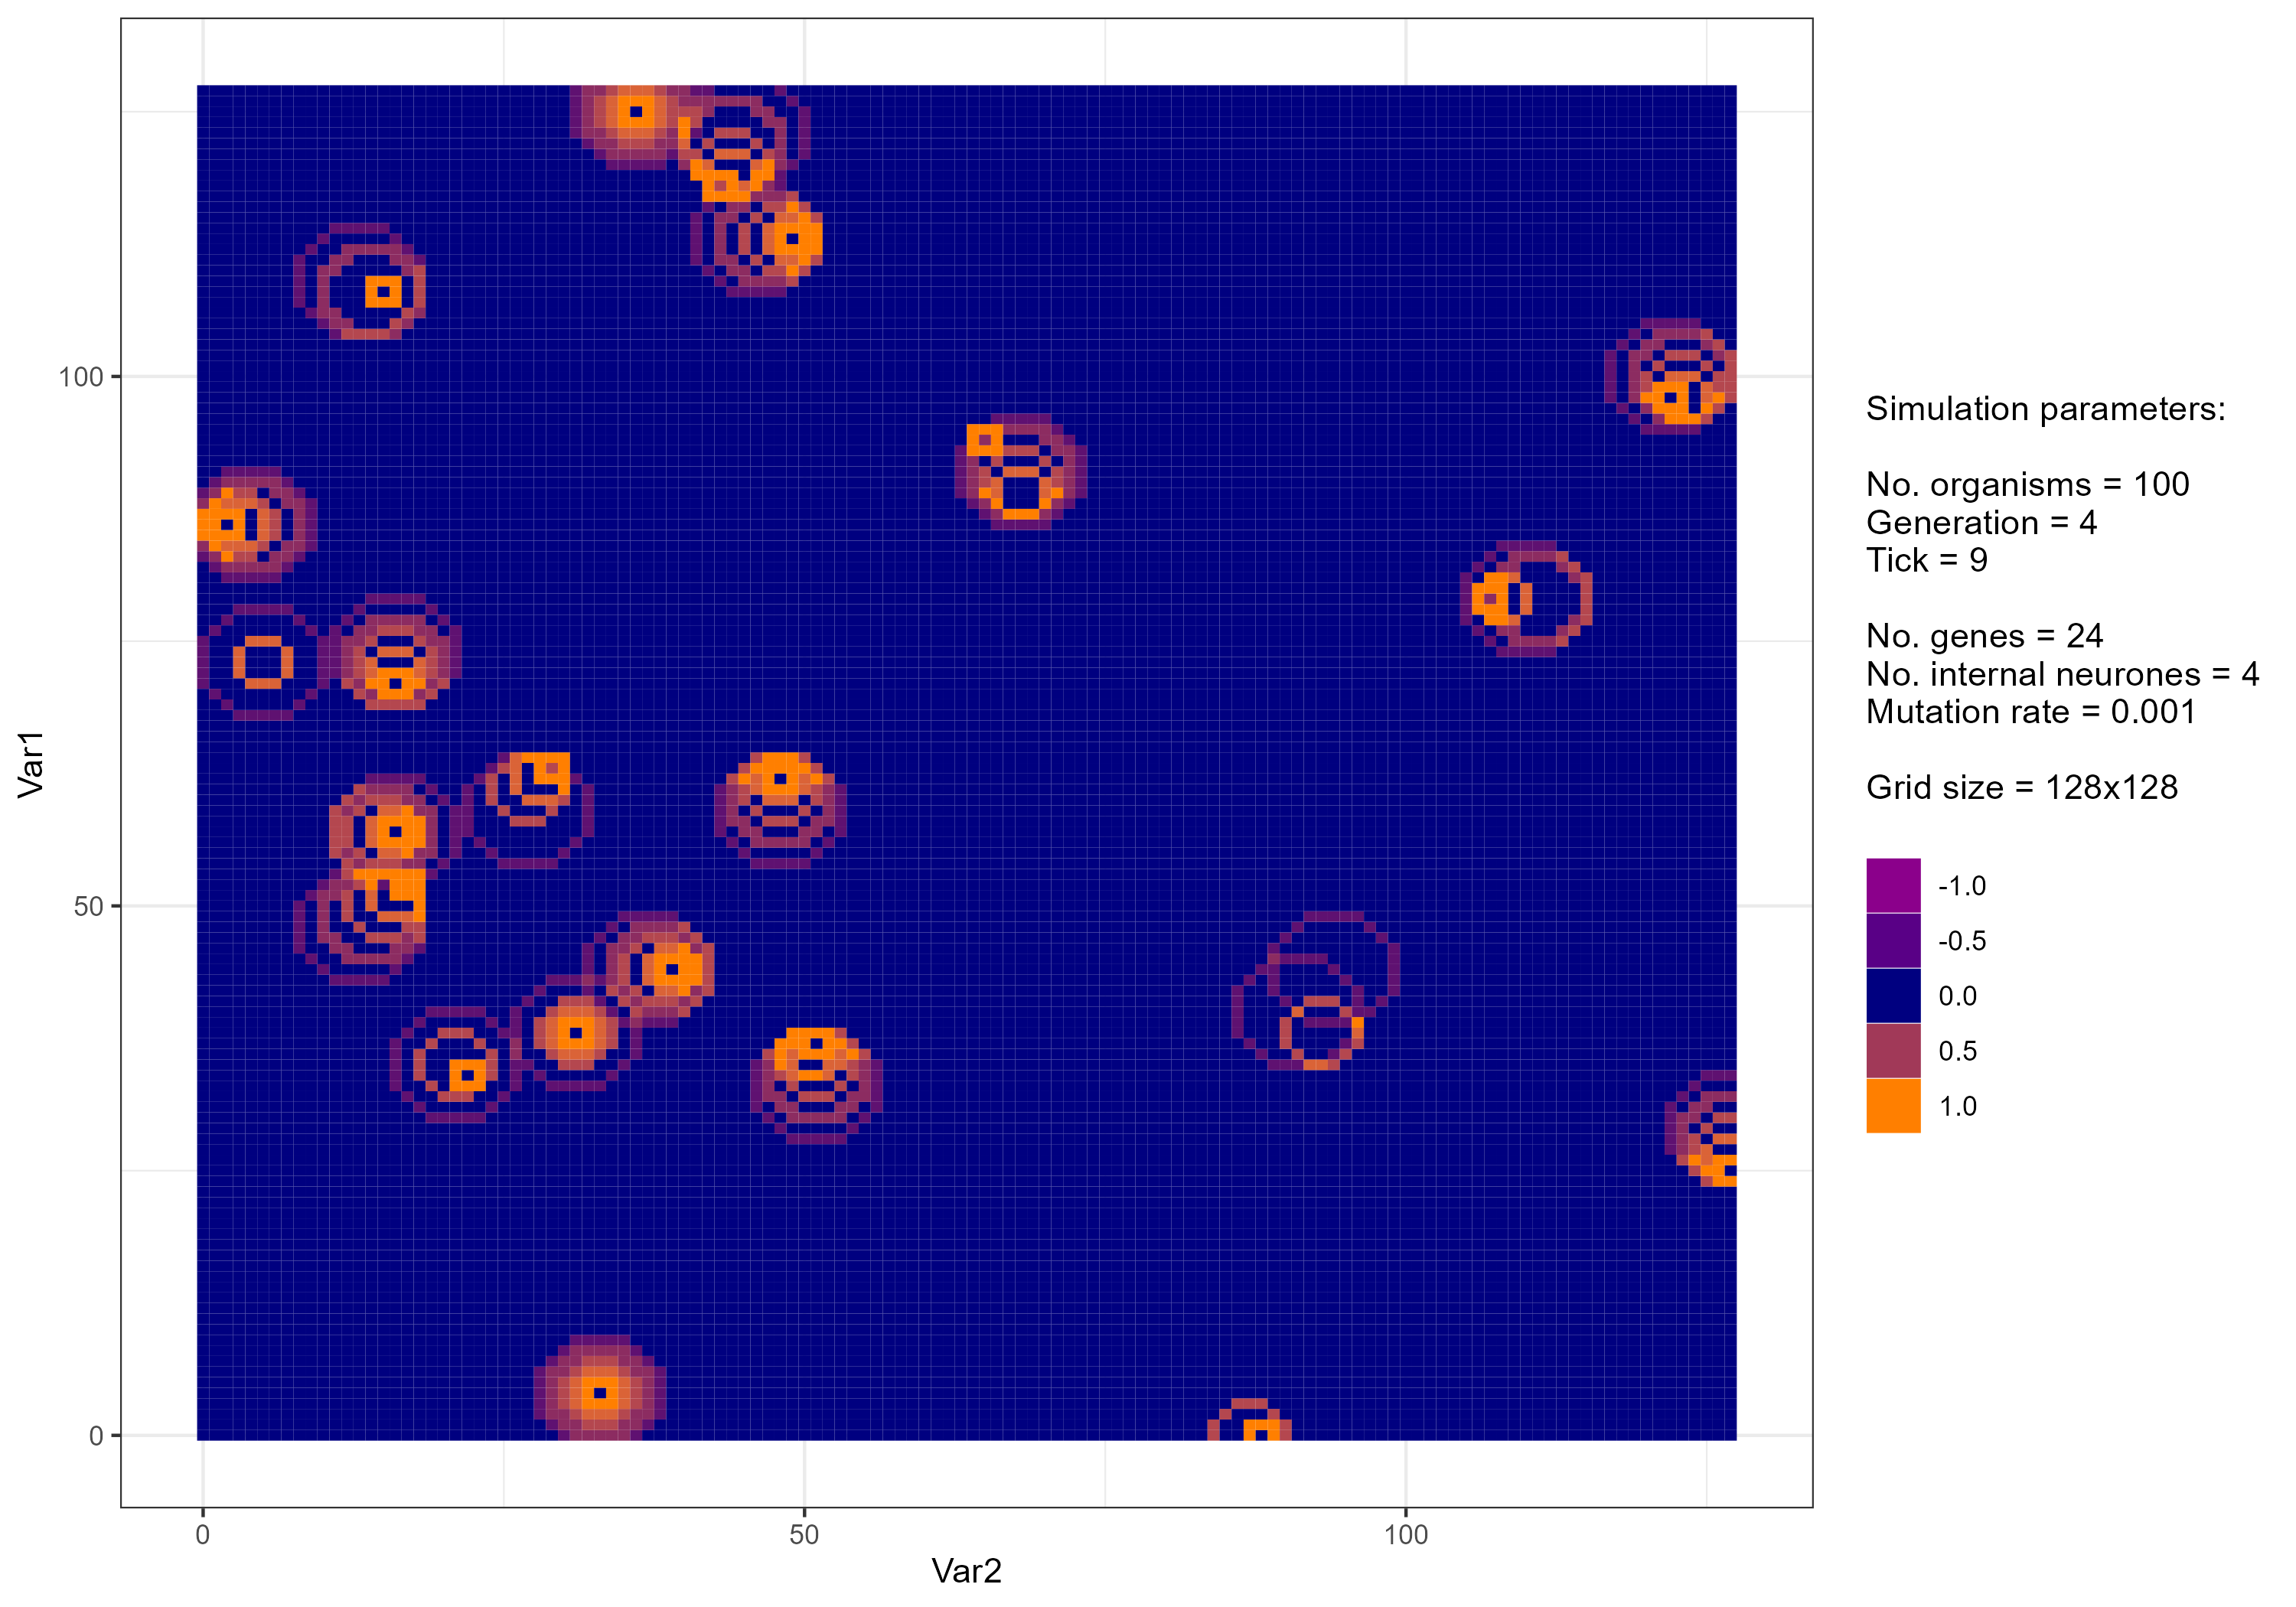 Var1
100
50
0
0
50
100
Var2
Simulation parameters:
No. organisms = 100
Generation = 4
Tick = 9
No. genes = 24
No. internal neurones = 4
Mutation rate = 0.001
Grid size = 128x128
-1.0
-0.5
0.0
0.5
1.0